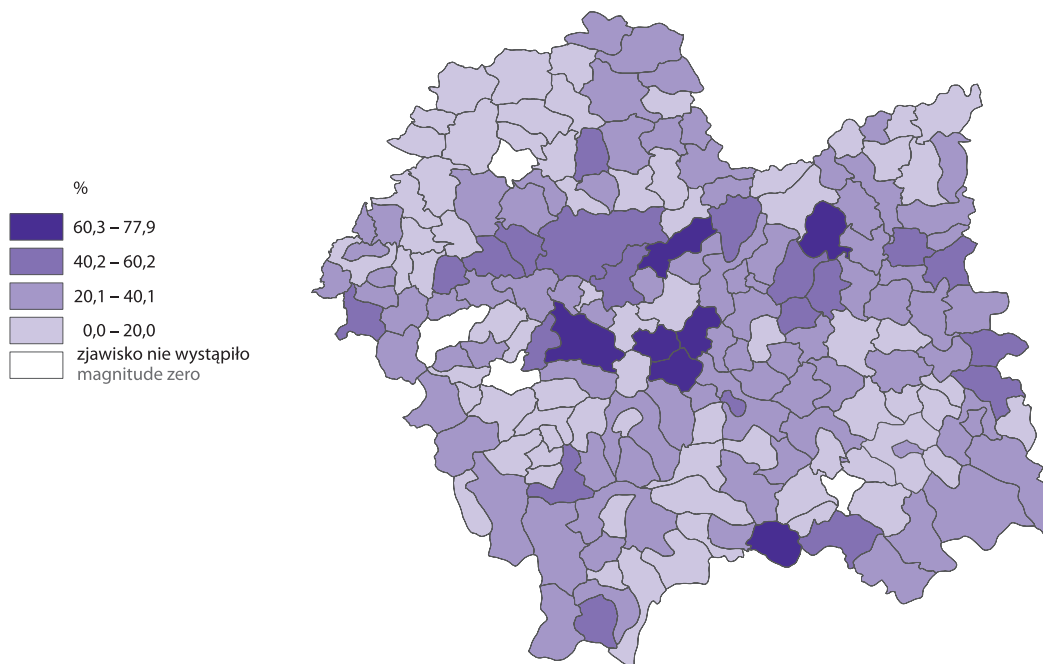 %
60,3 – 77,9
40,2 – 60,2
20,1 – 40,1
0,0 – 20,0
zjawisko nie wystąpiło
magnitude zero